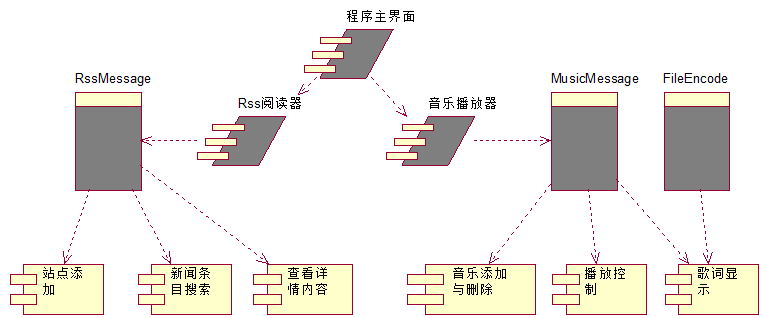 程序主界面
RssMessage
MusicMessage
FileEncode
Rss阅读器
音乐播放器
站点添
加
新闻条
目搜索
查看详
情内容
音乐添加
与删除
播放控
制
歌词显
示